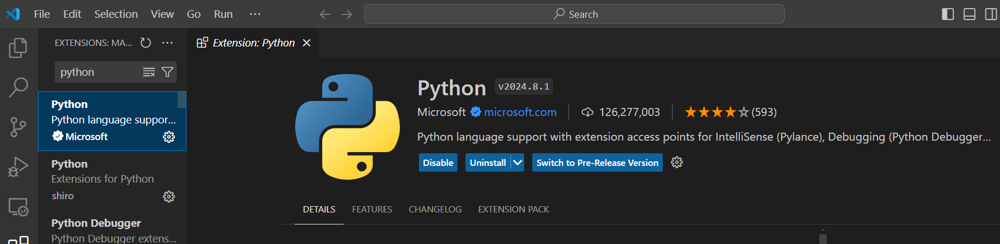 File Edit Selection View Go Run ··· Search
EXTENSIONS: MA... ···
python
Python
Python language suppor...
Microsoft
Python
Extensions for Python
shiro
Python Debugger
Python Debugger extens...
Extension: Python
Python v2024.8.1
Microsoft microsoft.com 126,277,003 (593)
Python language support with extension access points for IntelliSense (Pylance), Debugging (Python Debugger...
Disable Uninstall Switch to Pre-Release Version
DETAILS FEATURES CHANGELOG EXTENSION PACK